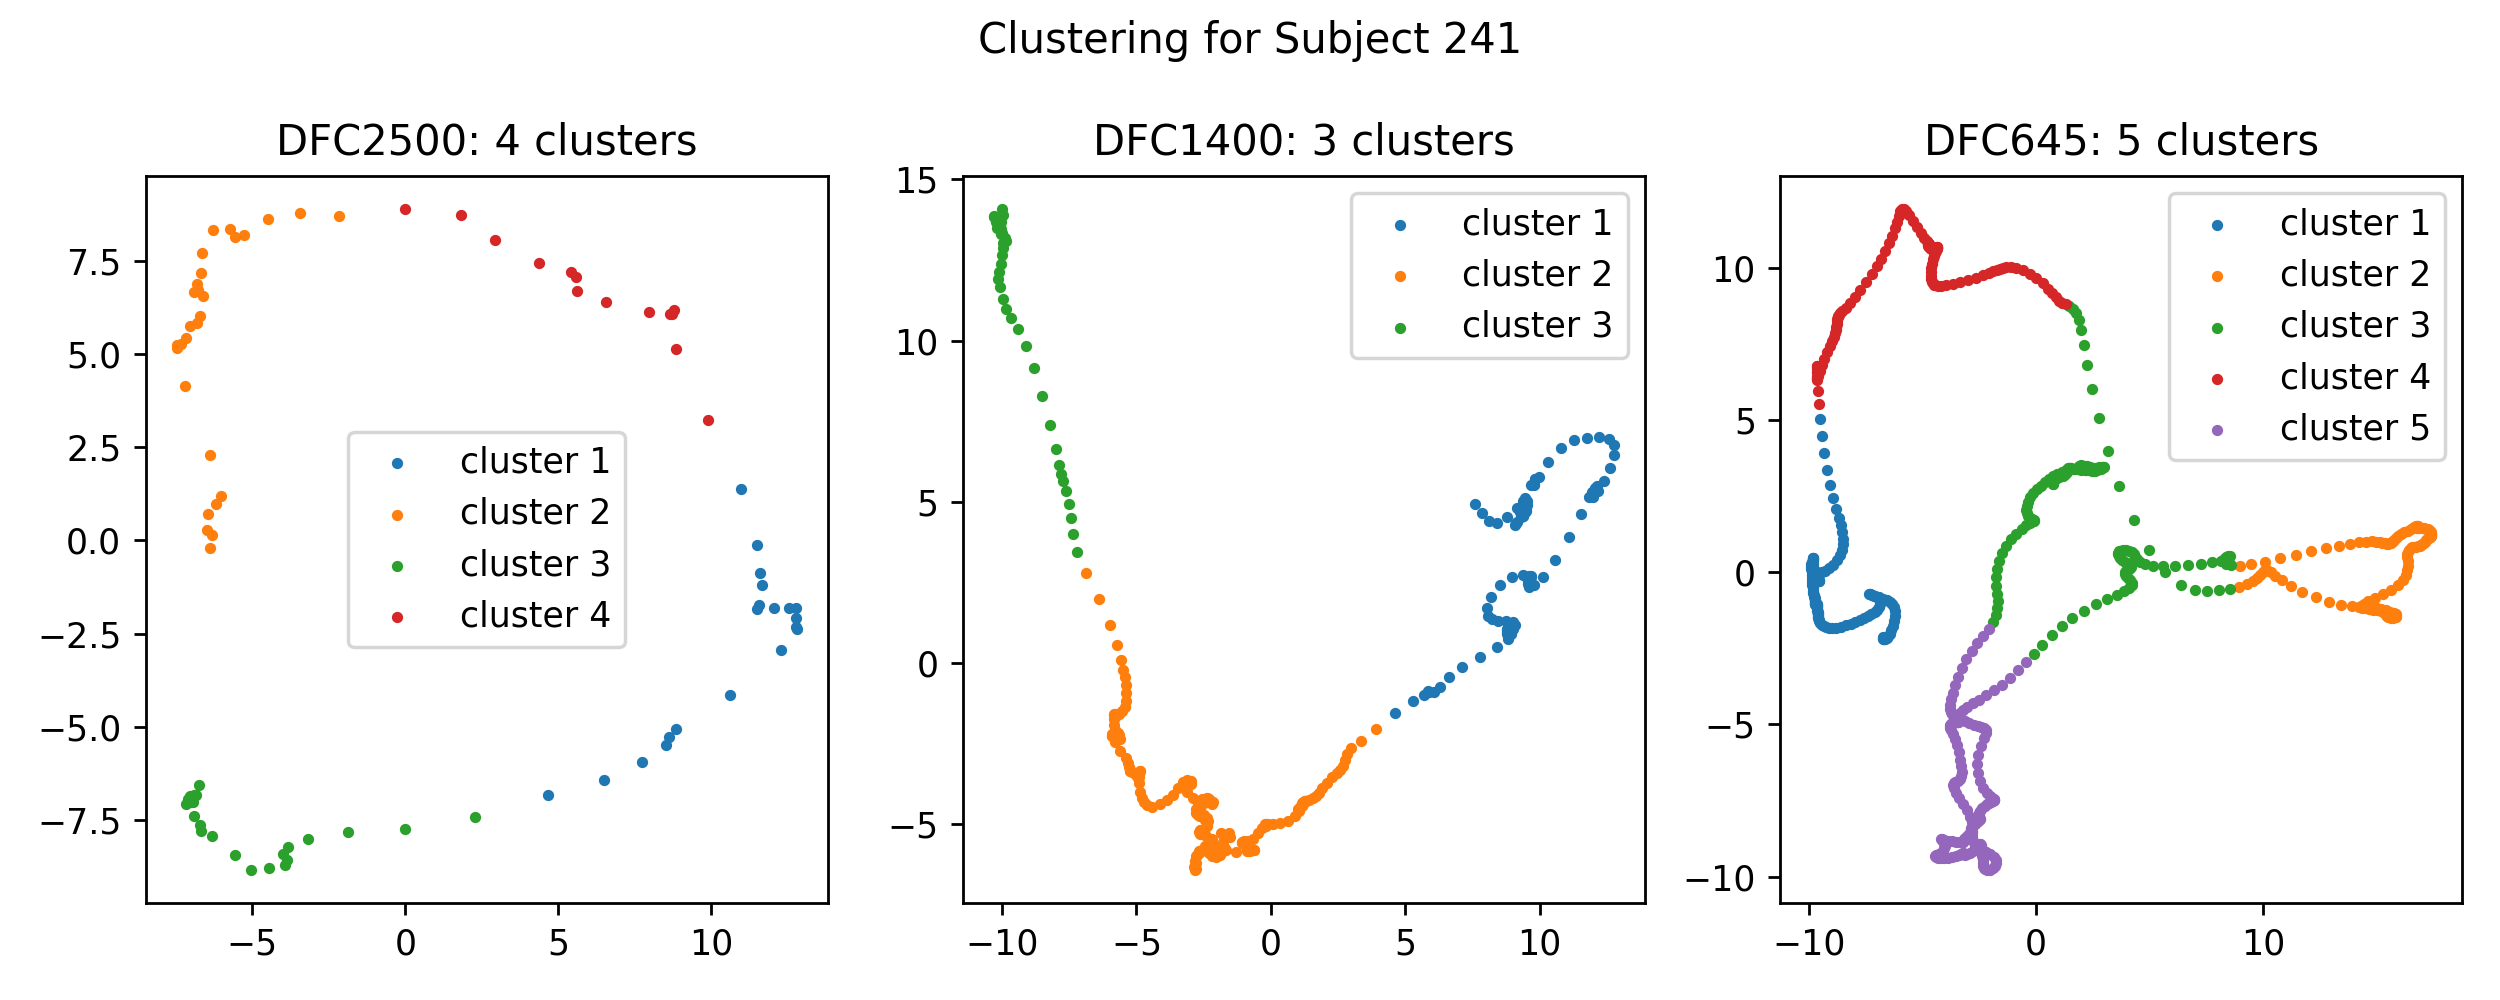 Clustering for Subject 241
DFC2500: 4 clusters
7.5
5.0
2.5
0.0
−2.5
−5.0
−7.5
−5
0
5
10
cluster 1
cluster 2
cluster 3
cluster 4
DFC1400: 3 clusters
15
10
5
0
−5
−10
−5
0
5
10
cluster 1
cluster 2
cluster 3
DFC645: 5 clusters
10
5
0
−5
−10
−10
0
10
cluster 1
cluster 2
cluster 3
cluster 4
cluster 5